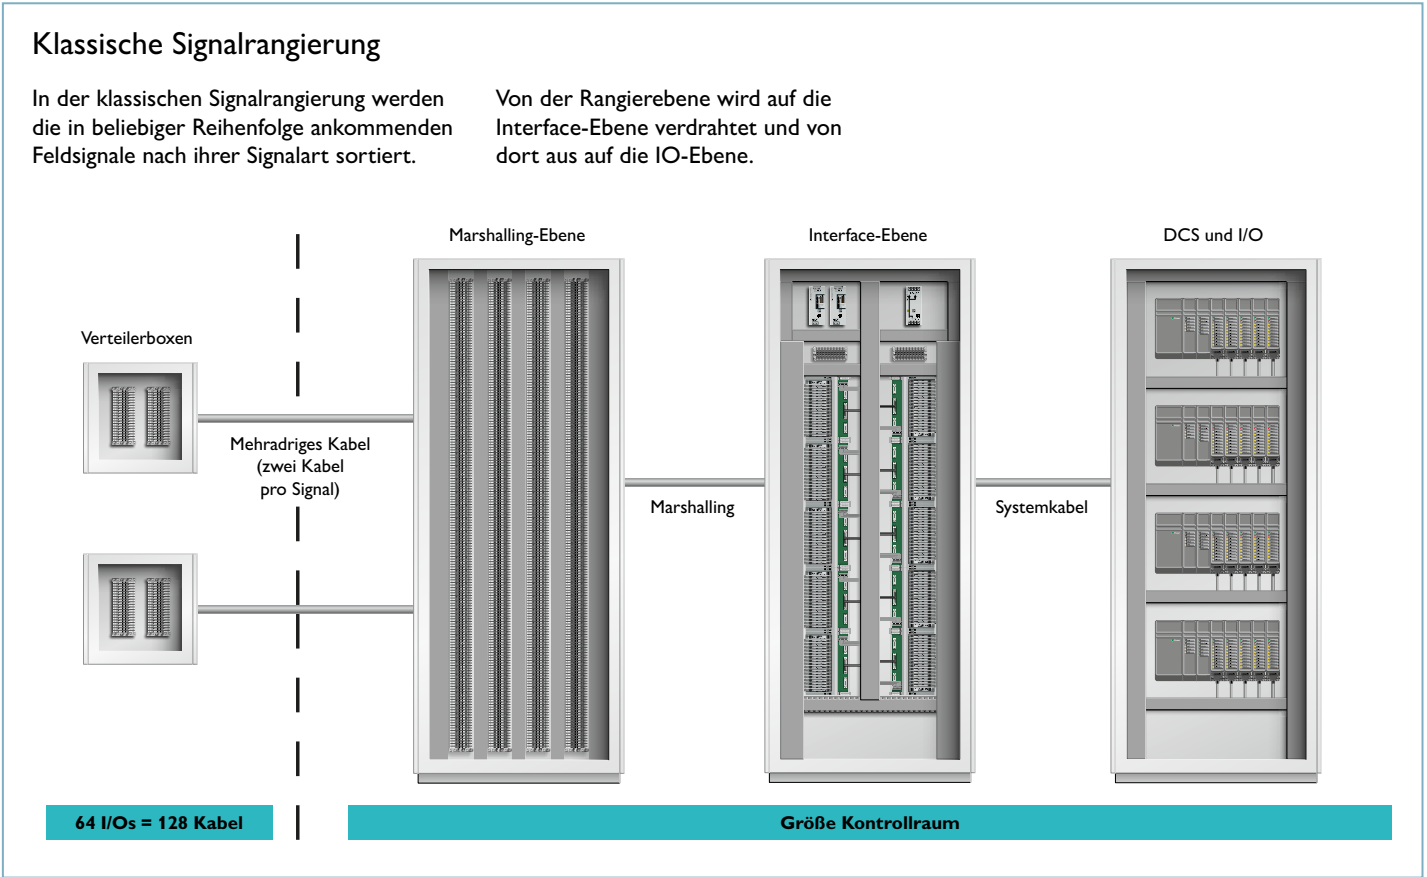 Klassische Signalrangierung
In der klassischen Signalrangierung werden
die in beliebiger Reihenfolge ankommenden
Feldsignale nach ihrer Signalart sortiert.
Von der Rangierebene wird auf die
Interface-Ebene verdrahtet und von
dort aus auf die IO-Ebene.
Marshalling-Ebene
Interface-Ebene
DCS und I/O
Verteilerboxen
Mehradriges Kabel
(zwei Kabel
pro Signal)
Marshalling
Systemkabel
64 I/Os = 128 Kabel
Größe Kontrollraum